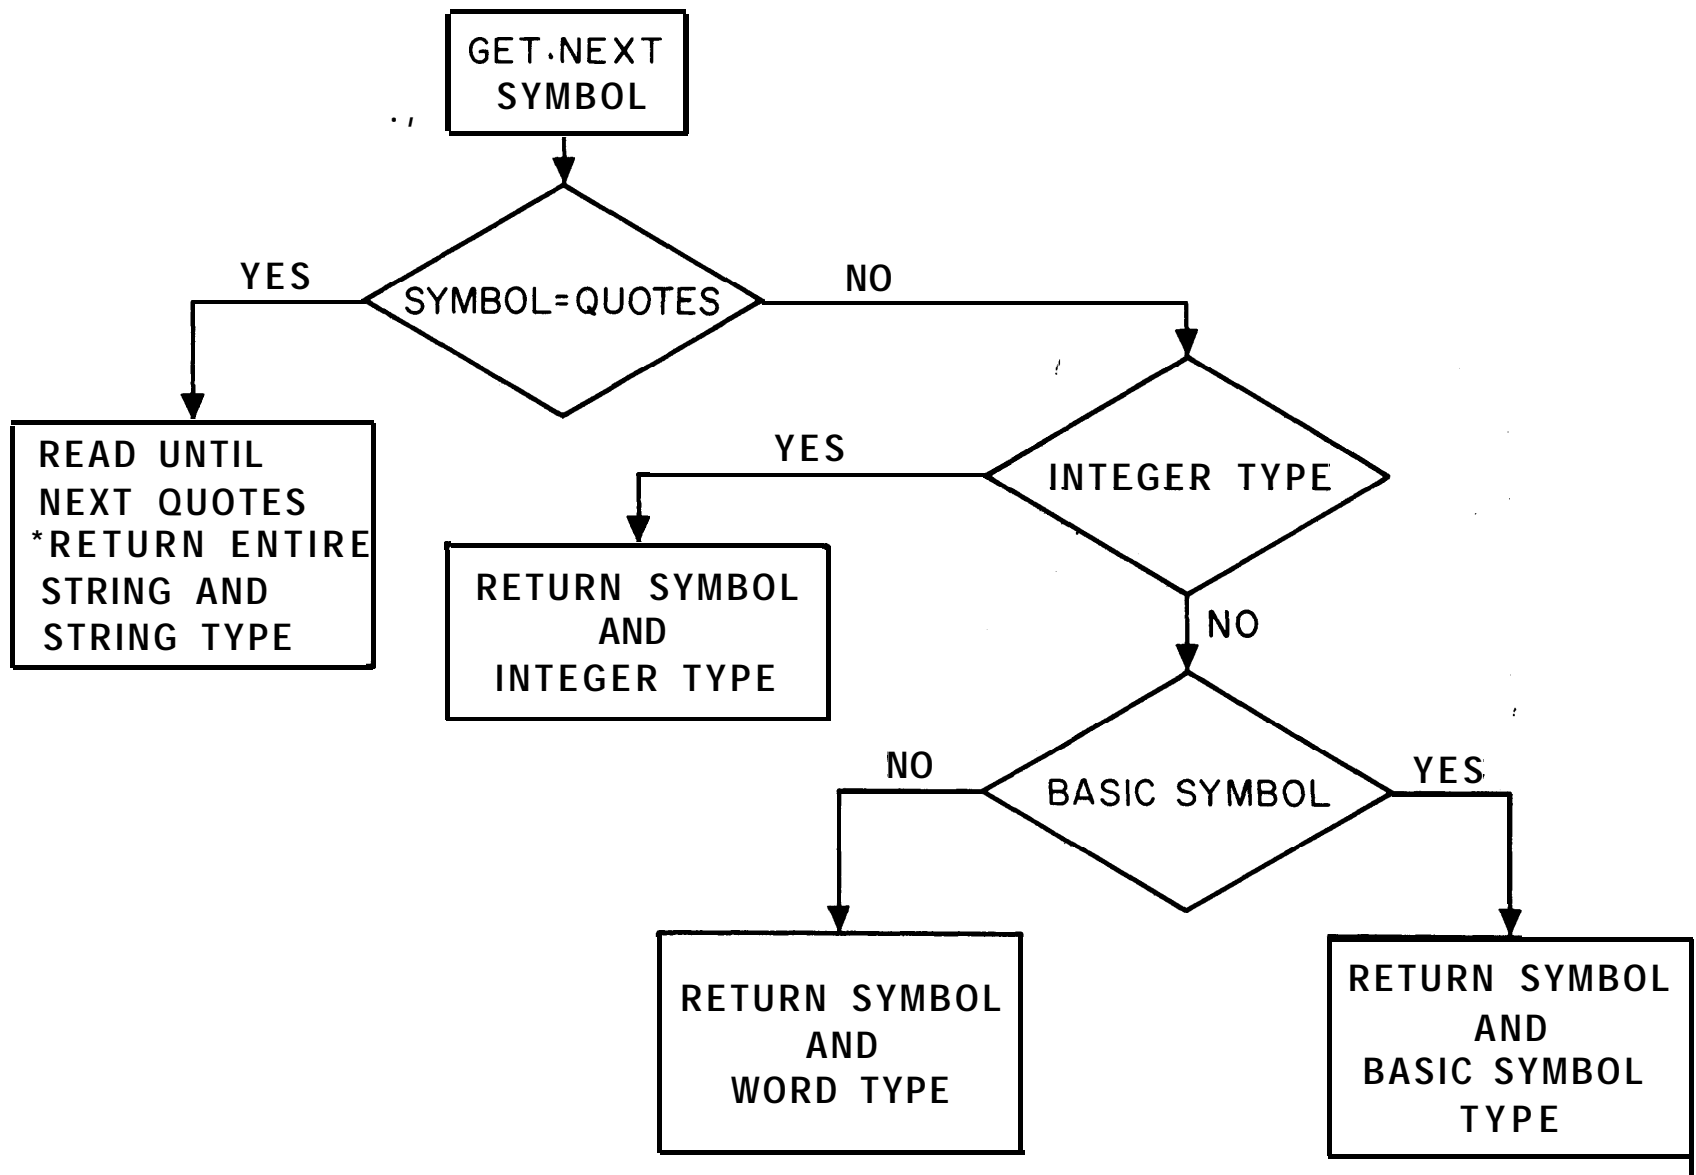 GET NEXT
SYMBOL
YES
SYMBOL=QUOTES
NO
READ UNTIL
NEXT QUOTES
*RETURN ENTIRE
STRING AND
STRING TYPE
YES
INTEGER TYPE
RETURN SYMBOL
AND
INTEGER TYPE
NO
NO
BASIC SYMBOL
YES
RETURN SYMBOL
AND
WORD TYPE
RETURN SYMBOL
AND
BASIC SYMBOL
TYPE